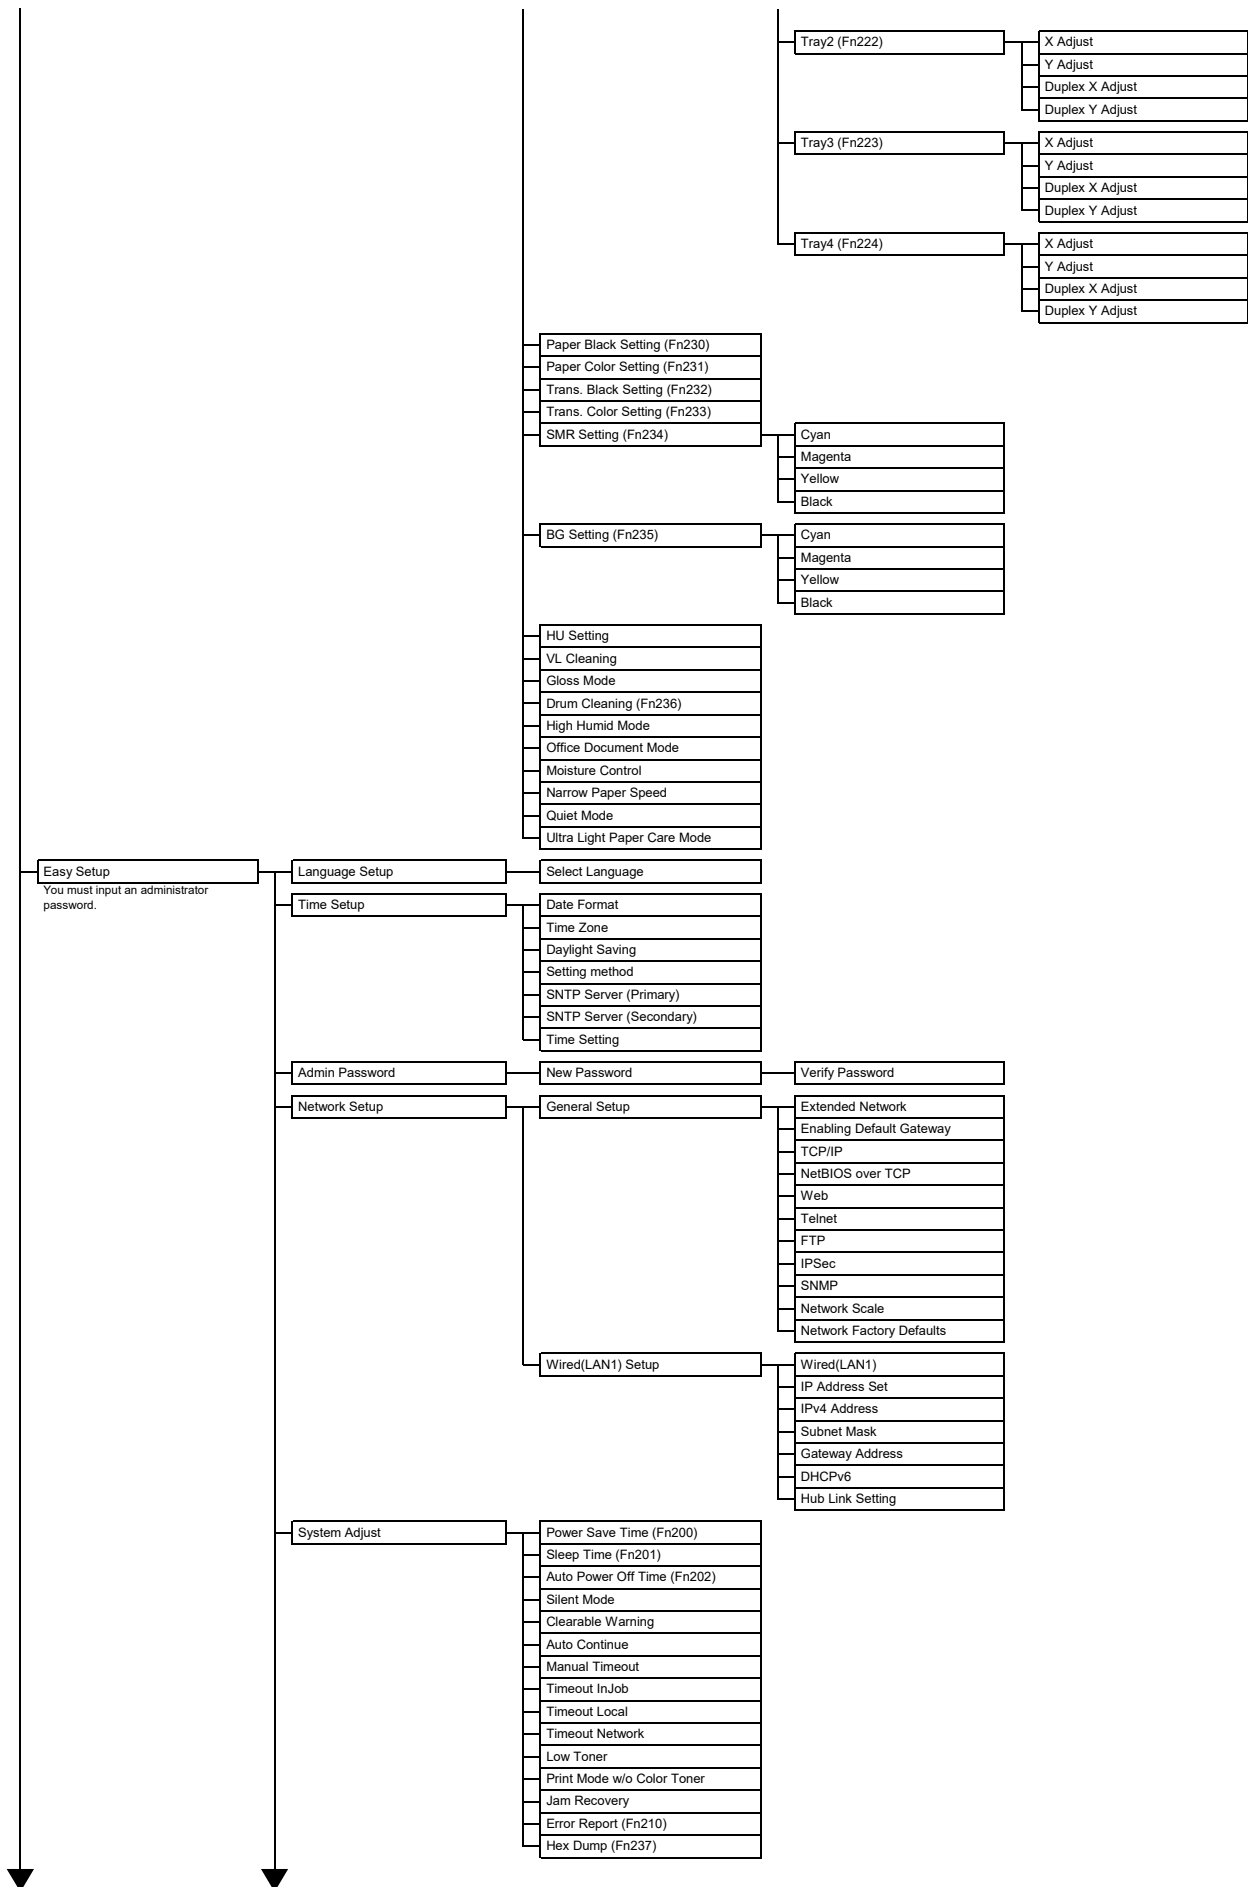 Tray2 (Fn222)
X Adjust
Y Adjust
Duplex X Adjust
Duplex Y Adjust
Tray3 (Fn223)
X Adjust
Y Adjust
Duplex X Adjust
Duplex Y Adjust
Tray4 (Fn224)
X Adjust
Y Adjust
Duplex X Adjust
Duplex Y Adjust
Paper Black Setting (Fn230)
Paper Color Setting (Fn231)
Trans. Black Setting (Fn232)
Trans. Color Setting (Fn233)
SMR Setting (Fn234)
Cyan
Magenta
Yellow
Black
BG Setting (Fn235)
Cyan
Magenta
Yellow
Black
HU Setting
VL Cleaning
Gloss Mode
Drum Cleaning (Fn236)
High Humid Mode
Office Document Mode
Moisture Control
Narrow Paper Speed
Quiet Mode
Ultra Light Paper Care Mode
Easy Setup
You must input an administrator
password.
Language Setup
Select Language
Time Setup
Date Format
Time Zone
Daylight Saving
Setting method
SNTP Server (Primary)
SNTP Server (Secondary)
Time Setting
Admin Password
New Password
Verify Password
Network Setup
General Setup
Extended Network
Enabling Default Gateway
TCP/IP
NetBIOS over TCP
Web
Telnet
FTP
IPSec
SNMP
Network Scale
Network Factory Defaults
Wired(LAN1) Setup
Wired(LAN1)
IP Address Set
IPv4 Address
Subnet Mask
Gateway Address
DHCPv6
Hub Link Setting
System Adjust
Power Save Time (Fn200)
Sleep Time (Fn201)
Auto Power Off Time (Fn202)
Silent Mode
Clearable Warning
Auto Continue
Manual Timeout
Timeout InJob
Timeout Local
Timeout Network
Low Toner
Print Mode w/o Color Toner
Jam Recovery
Error Report (Fn210)
Hex Dump (Fn237)